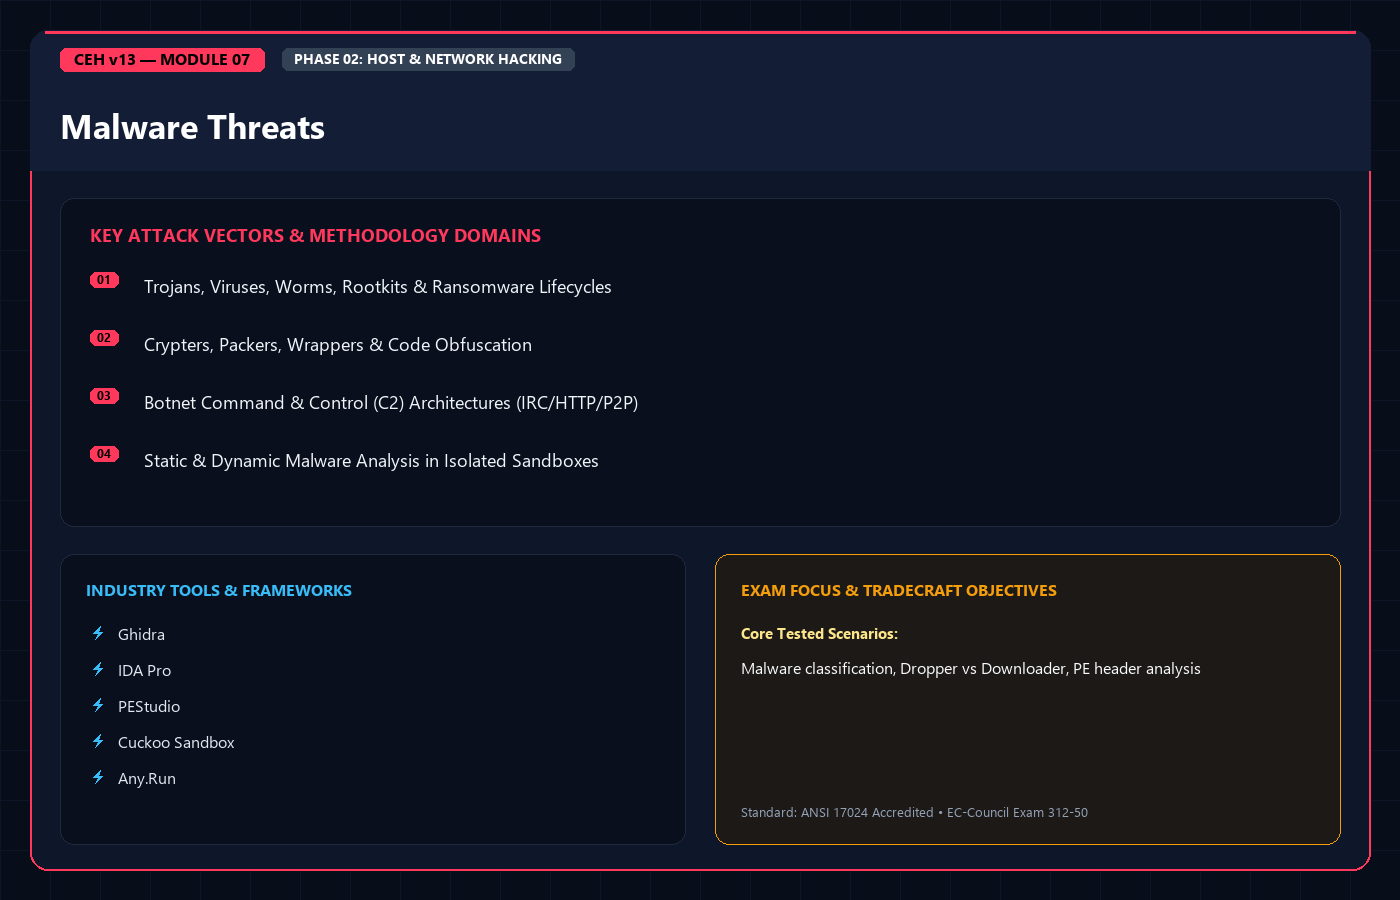 CEH v13 — MODULE 07
PHASE 02: HOST & NETWORK HACKING
Malware Threats
KEY ATTACK VECTORS & METHODOLOGY DOMAINS
01 Trojans, Viruses, Worms, Rootkits & Ransomware Lifecycles
02 Crypters, Packers, Wrappers & Code Obfuscation
03 Botnet Command & Control (C2) Architectures (IRC/HTTP/P2P)
04 Static & Dynamic Malware Analysis in Isolated Sandboxes
INDUSTRY TOOLS & FRAMEWORKS
Ghidra
IDA Pro
PEStudio
Cuckoo Sandbox
Any.Run
EXAM FOCUS & TRADECRAFT OBJECTIVES
Core Tested Scenarios:
Malware classification, Dropper vs Downloader, PE header analysis
Standard: ANSI 17024 Accredited • EC-Council Exam 312-50